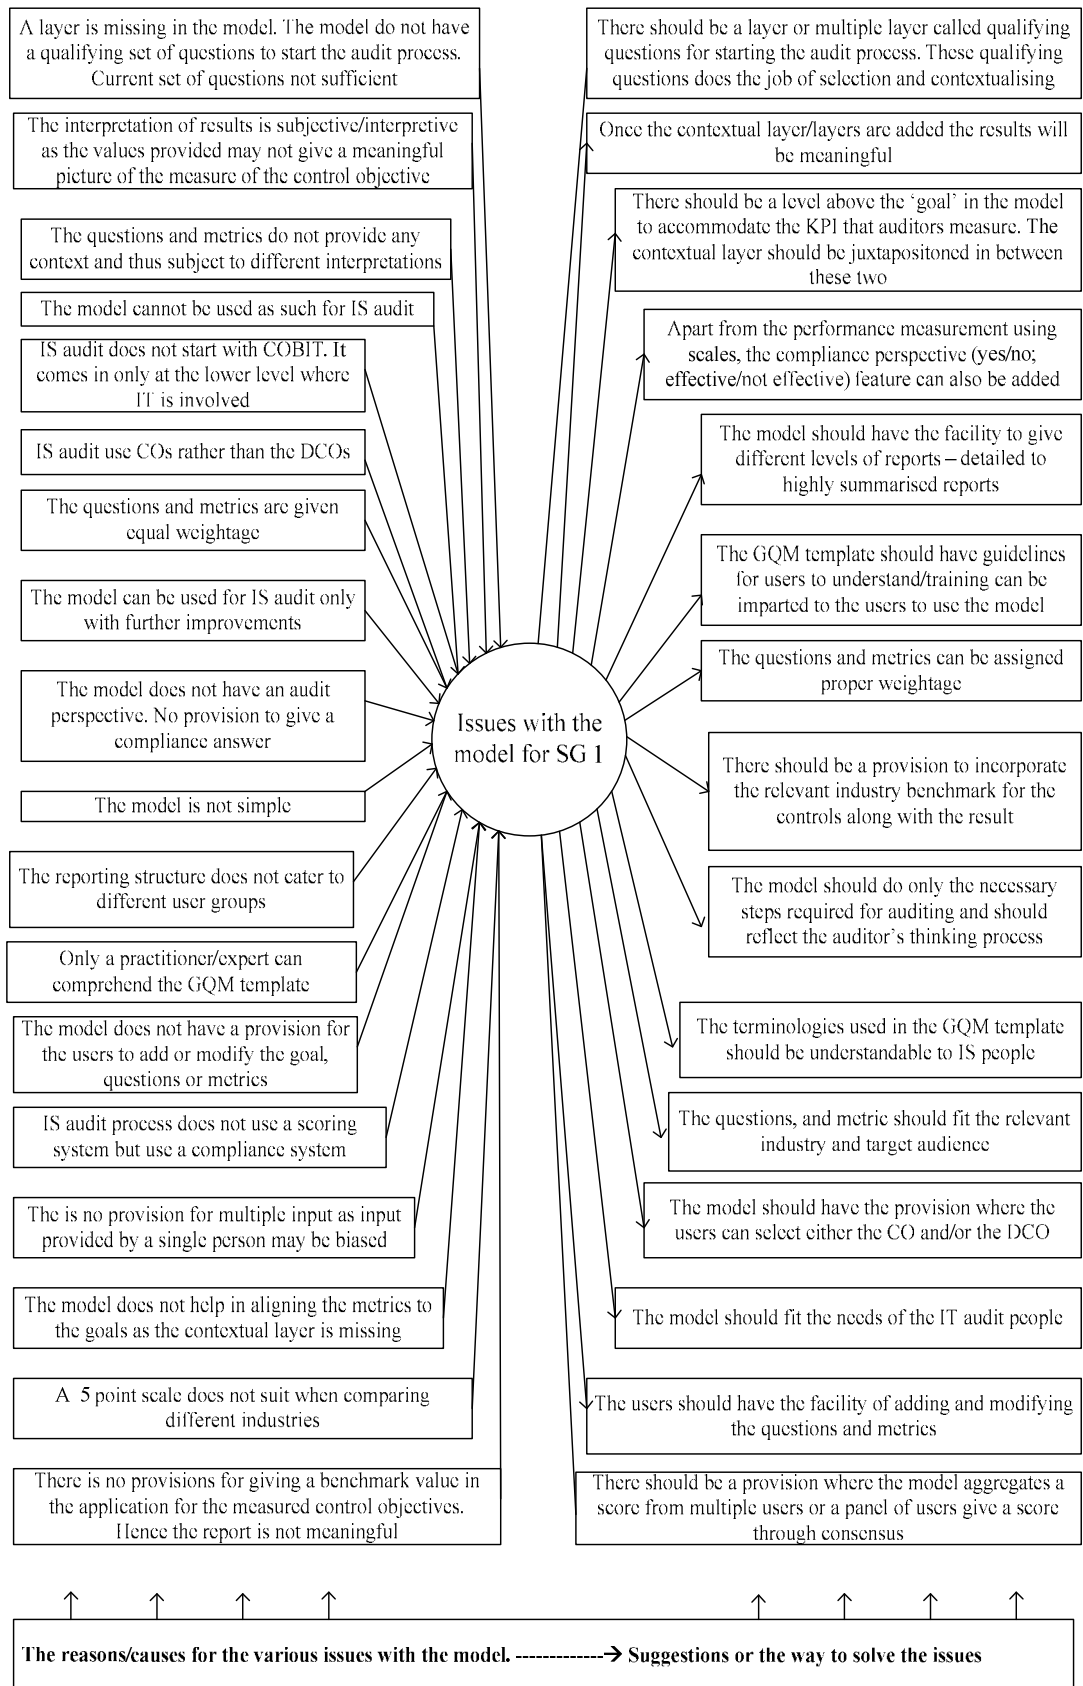 A layer is missing in the model. The model do not have
a qualifying set of questions to start the audit process.
Current set of questions not sufficient
The interpretation of results is subjective/interpretive
as the values provided may not give a meaningful
picture of the measure of the control objective
The questions and metrics do not provide any
context and thus subject to different interpretations
The model cannot be used as such for IS audit
IS audit does not start with COBIT. It
comes in only at the lower level where
IT is involved
IS audit use COs rather than the DCOs
The questions and metrics are given
equal weightage
The model can be used for IS audit only
with further improvements
The model does not have an audit
perspective. No provision to give a
compliance answer
The model is not simple
The reporting structure does not cater to
different user groups
Only a practitioner/expert can
comprehend the GQM template
The model does not have a provision for
the users to add or modify the goal,
questions or metrics
IS audit process does not use a scoring
system but use a compliance system
The is no provision for multiple input as input
provided by a single person may be biased
The model does not help in aligning the metrics to
the goals as the contextual layer is missing
A 5 point scale does not suit when comparing
different industries
There is no provisions for giving a benchmark value in
the application for the measured control objectives.
Hence the report is not meaningful
Issues with the
model for SG 1
There should be a layer or multiple layer called qualifying
questions for starting the audit process. These qualifying
questions does the job of selection and contextualising
Once the contextual layer/layers are added the results will
be meaningful
There should be a level above the ‘goal’ in the model
to accommodate the KPI that auditors measure. The
contextual layer should be juxtapositoned in between
these two
Apart from the performance measurement using
scales, the compliance perspective (yes/no;
effective/not effective) feature can also be added
The model should have the facility to give
different levels of reports – detailed to
highly summarised reports
The GQM template should have guidelines
for users to understand/training can be
imparted to the users to use the model
The questions and metrics can be assigned
proper weightage
There should be a provision to incorporate
the relevant industry benchmark for the
controls along with the result
The model should do only the necessary
steps required for auditing and should
reflect the auditor’s thinking process
The terminologies used in the GQM template
should be understandable to IS people
The questions, and metric should fit the relevant
industry and target audience
The model should have the provision where the
users can select either the CO and/or the DCO
The model should fit the needs of the IT audit people
The users should have the facility of adding and modifying
the questions and metrics
There should be a provision where the model aggregates a
score from multiple users or a panel of users give a score
through consensus
The reasons/causes for the various issues with the model. -------------→ Suggestions or the way to solve the issues